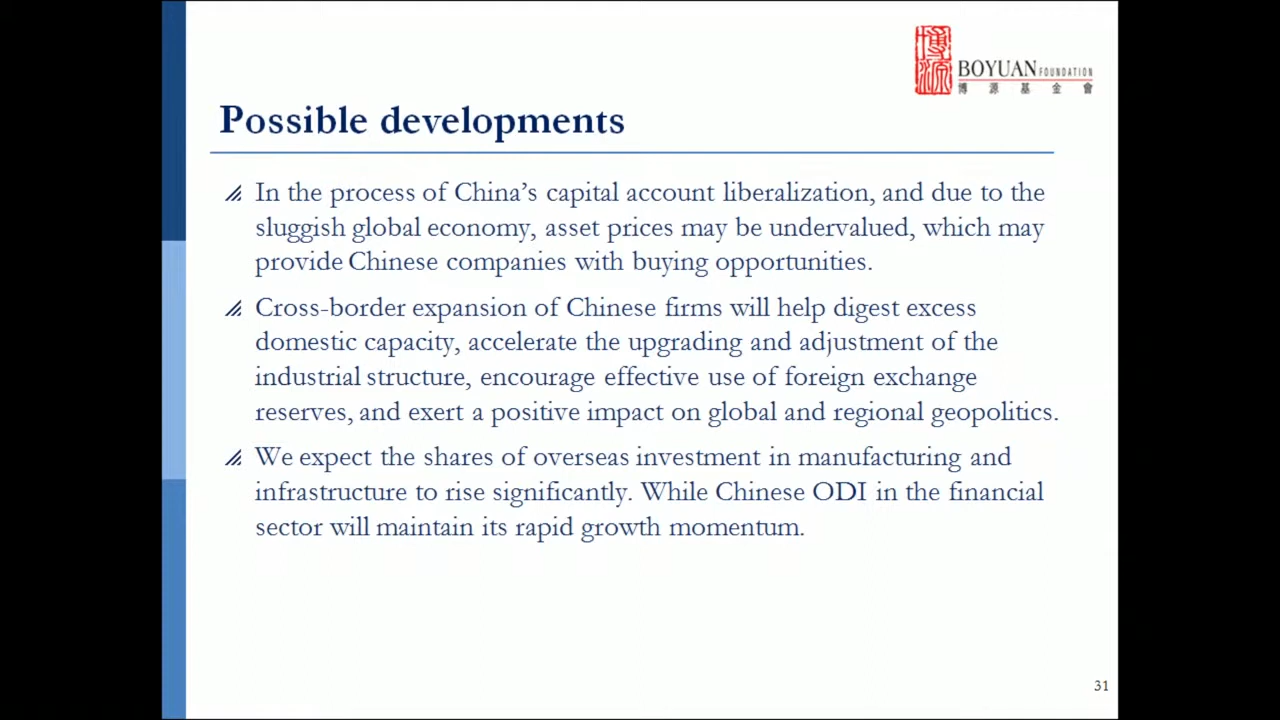 博源
BOYUAN FOUNDATION
博源基金會
Possible developments
In the process of China's capital account liberalization, and due to the
sluggish global economy, asset prices may be undervalued, which may
provide Chinese companies with buying opportunities.
Cross-border expansion of Chinese firms will help digest excess
domestic capacity, accelerate the upgrading and adjustment of the
industrial structure, encourage effective use of foreign exchange
reserves, and exert a positive impact on global and regional geopolitics.
We expect the shares of overseas investment in manufacturing and
infrastructure to rise significantly. While Chinese ODI in the financial
sector will maintain its rapid growth momentum.
31